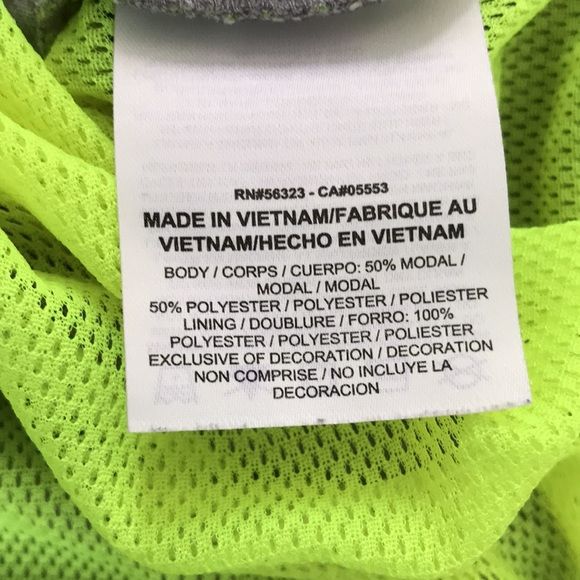 RN#56323 - CA#05553
MADE IN VIETNAM/FABRIQUE AU
VIETNAM/HECHO EN VIETNAM
BODY / CORPS / CUERPO: 50% MODAL /
MODAL / MODAL
50% POLYESTER / POLYESTER / POLIESTER
LINING / DOUBLURE / FORRO: 100%
POLYESTER / POLYESTER / POLIESTER
EXCLUSIVE OF DECORATION / DECORATION
NON COMPRISE / NO INCLUYE LA
DECORACION